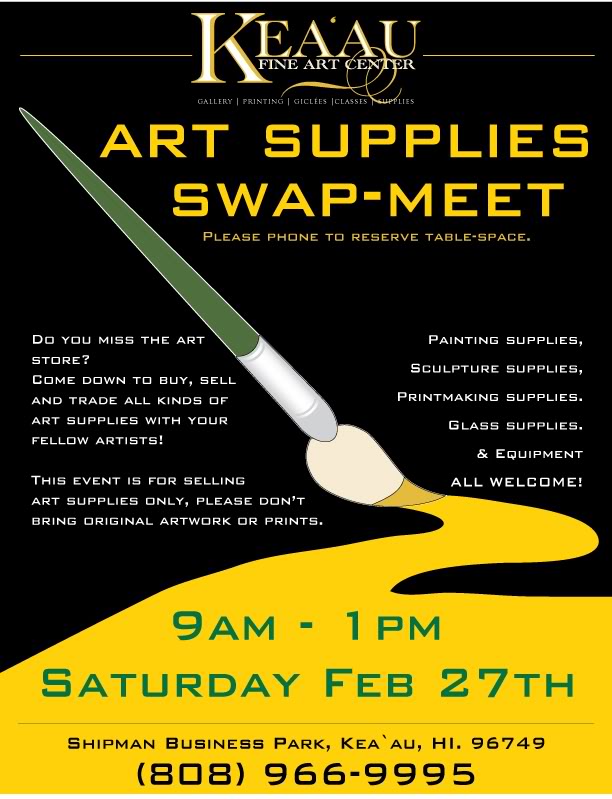 Kea'au
Fine Art Center
Gallery | Printing | Giclées |Classes | Supplies
Art Supplies
Swap-Meet
Please phone to reserve table-space.
Do you miss the art
store?
Come down to buy, sell
and trade all kinds of
art supplies with your
fellow artists!
This event is for selling
art supplies only, please don't
bring original artwork or prints.
Painting supplies,
Sculpture supplies,
Printmaking supplies.
Glass supplies.
& Equipment
ALL WELCOME!
9am - 1pm
Saturday Feb 27th
Shipman Business Park, Kea`au, HI. 96749
(808) 966-9995